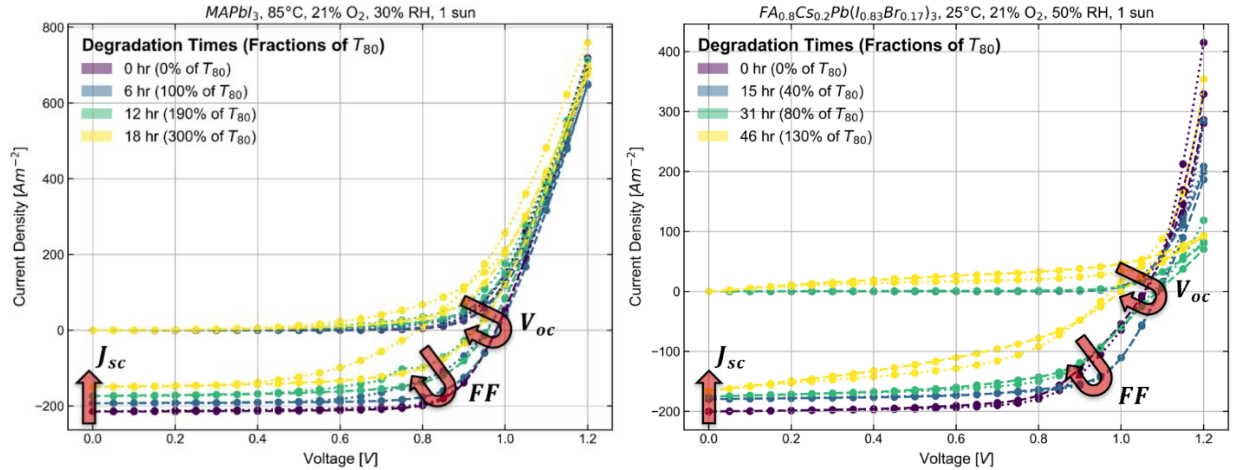 MAPbI₃, 85°C, 21% O₂, 30% RH, 1 sun
Degradation Times (Fractions of T₈₀)
0 hr (0% of T₈₀)
6 hr (100% of T₈₀)
12 hr (190% of T₈₀)
18 hr (300% of T₈₀)
Current Density [Am⁻²]
800
600
400
200
0
−200
J_sc
V_oc
FF
0.0 0.2 0.4 0.6 0.8 1.0 1.2
Voltage [V]
FA₀.₈Cs₀.₂Pb(I₀.₈₃Br₀.₁₇)₃, 25°C, 21% O₂, 50% RH, 1 sun
Degradation Times (Fractions of T₈₀)
0 hr (0% of T₈₀)
15 hr (40% of T₈₀)
31 hr (80% of T₈₀)
46 hr (130% of T₈₀)
Current Density [Am⁻²]
400
300
200
100
0
−100
−200
J_sc
V_oc
FF
0.0 0.2 0.4 0.6 0.8 1.0 1.2
Voltage [V]